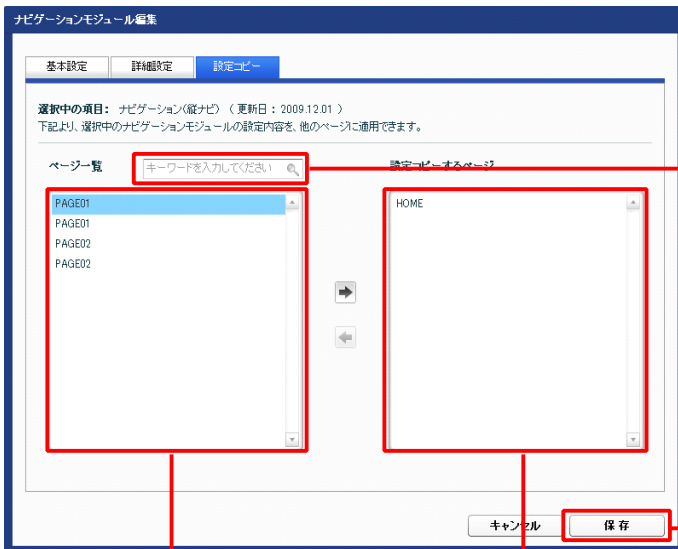 ナビゲーションモジュール編集
基本設定 詳細設定 設定コピー
選択中の項目： ナビゲーション(縦ナビ) （ 更新日： 2009.12.01 ）
下記より、選択中のナビゲーションモジュールの設定内容を、他のページに適用できます。
ページ一覧 キーワードを入力してください 設定コピーするページ
PAGE01 HOME
PAGE01
PAGE02
PAGE02
キャンセル 保存